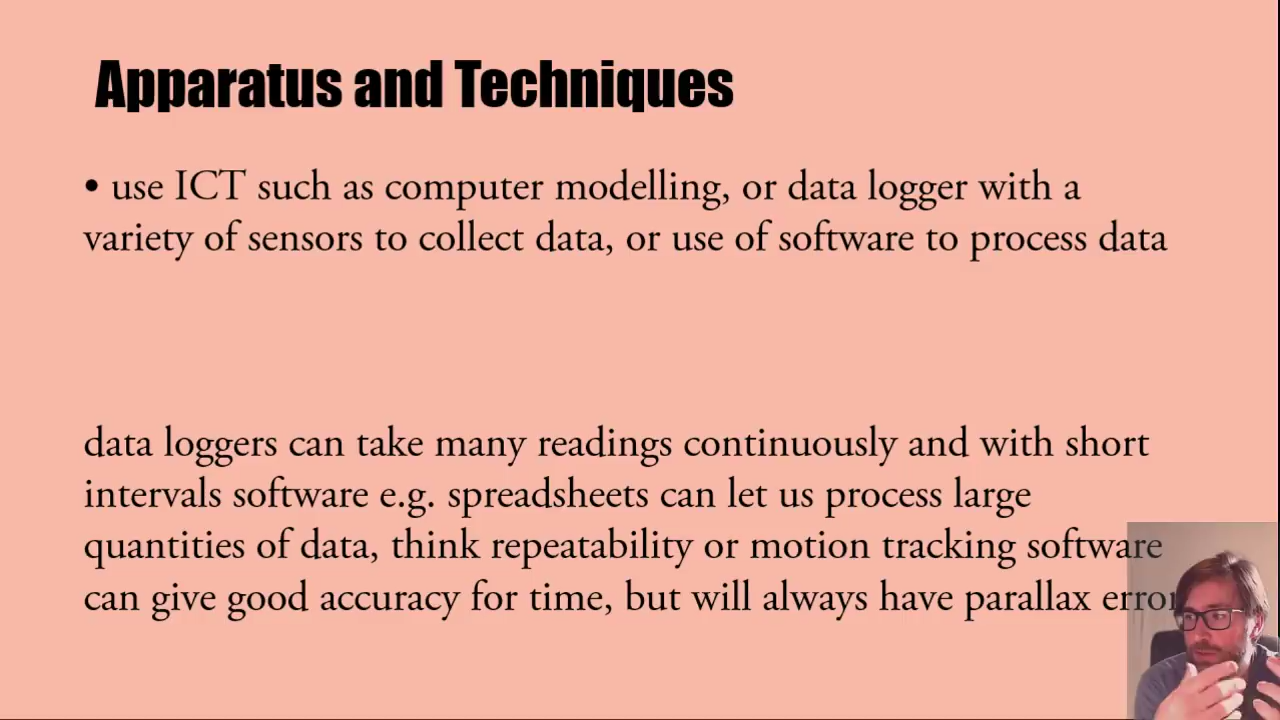 Apparatus and Techniques
• use ICT such as computer modelling, or data logger with a
variety of sensors to collect data, or use of software to process data
data loggers can take many readings continuously and with short
intervals software e.g. spreadsheets can let us process large
quantities of data, think repeatability or motion tracking software
can give good accuracy for time, but will always have parallax error